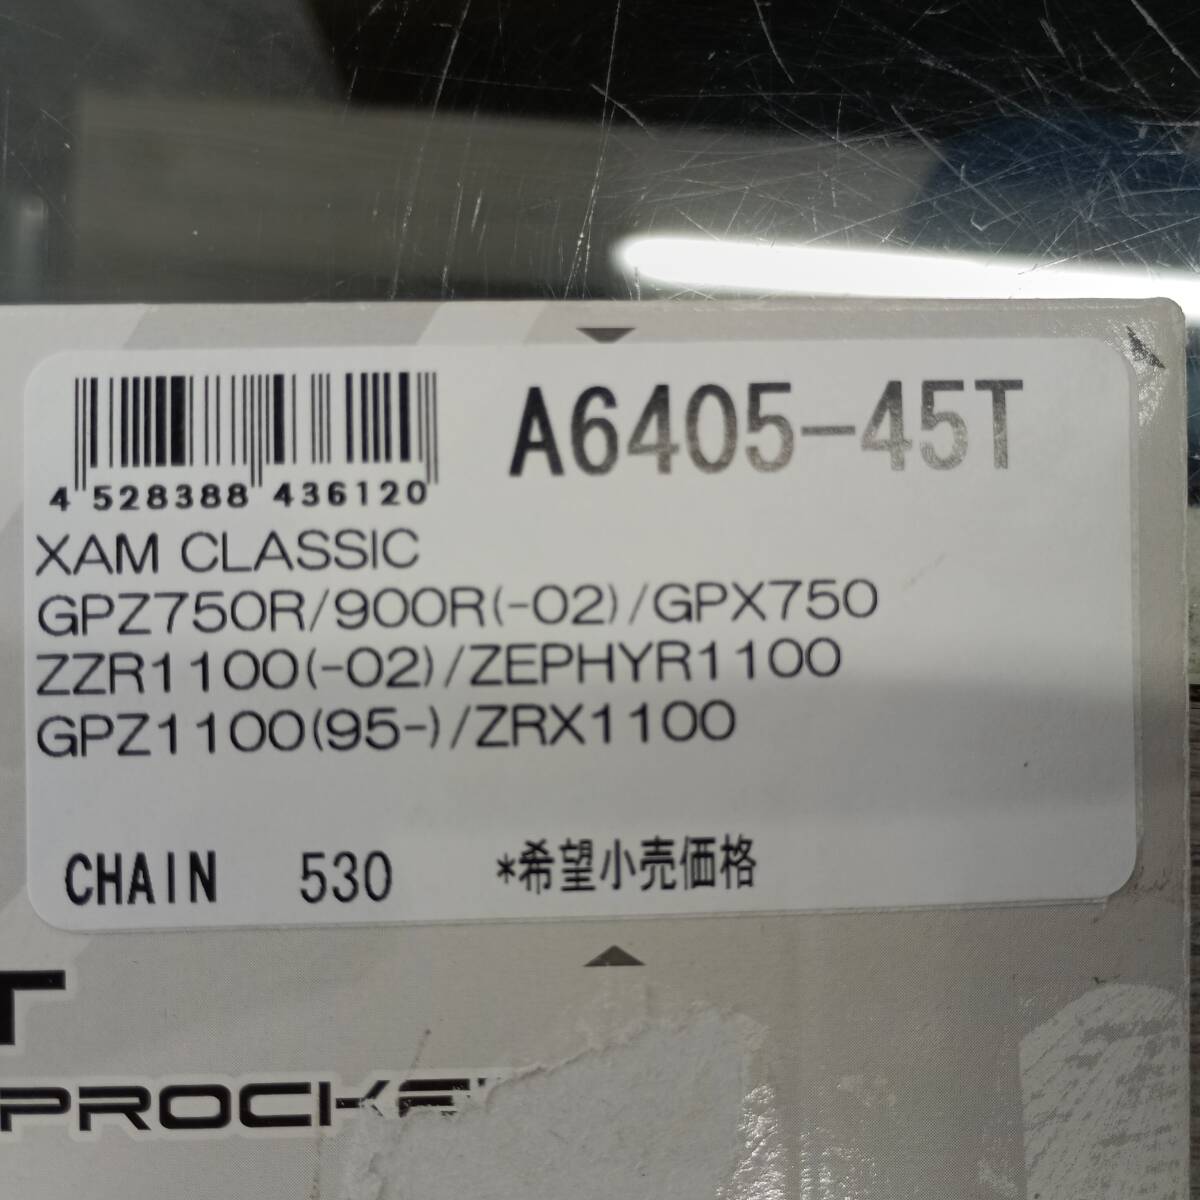 A6405-45T
4 528388 436120
XAM CLASSIC
GPZ750R/900R(-02)/GPX750
ZZR1100(-02)/ZEPHYR1100
GPZ1100(95-)/ZRX1100
CHAIN 530 *希望小売価格
T
PROCKET